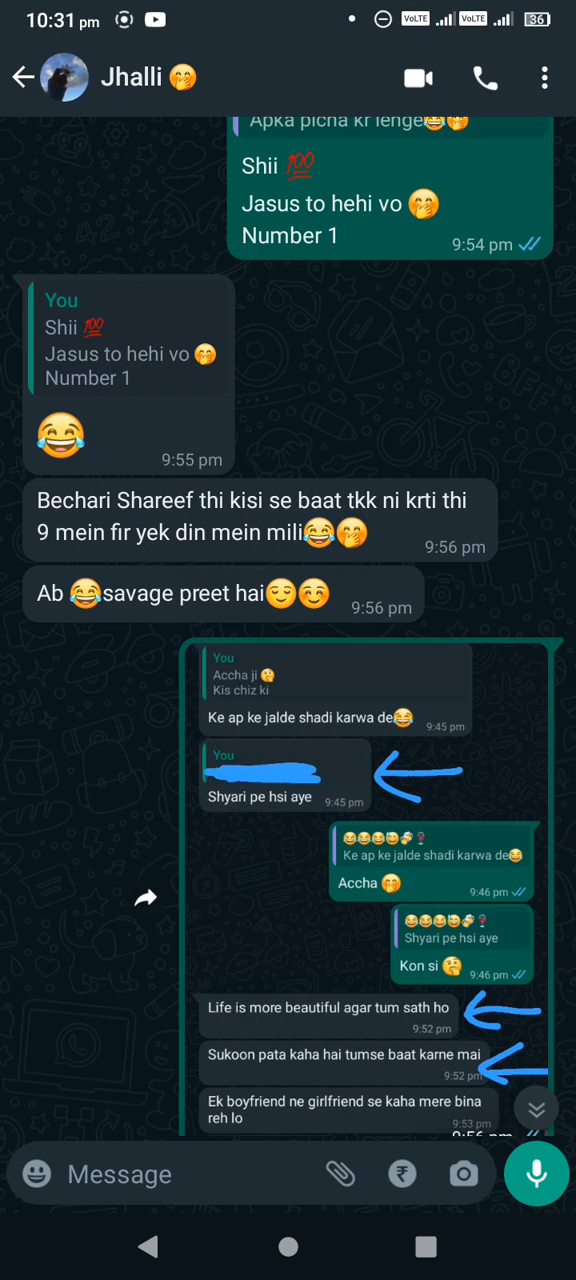 10:31 pm
VoLTE VoLTE 36
Jhalli 🤭
Apka picha kr lenge😂🤭
Shii 💯
Jasus to hehi vo 🤭
Number 1
9:54 pm
You
Shii 💯
Jasus to hehi vo 🤭
Number 1
😂
9:55 pm
Bechari Shareef thi kisi se baat tkk ni krti thi
9 mein fir yek din mein mili😂🤭
9:56 pm
Ab 😂savage preet hai😌☺️
9:56 pm
You
Accha ji 🤔
Kis chiz ki
Ke ap ke jalde shadi karwa de😂
9:45 pm
You
Shyari pe hsi aye
9:45 pm
Ke ap ke jalde shadi karwa de😂
Accha 🤭
9:46 pm
Shyari pe hsi aye
Kon si 🤔
9:46 pm
Life is more beautiful agar tum sath ho
9:52 pm
Sukoon pata kaha hai tumse baat karne mai
9:52 pm
Ek boyfriend ne girlfriend se kaha mere bina
reh lo
9:53 pm
9:56 pm
Message